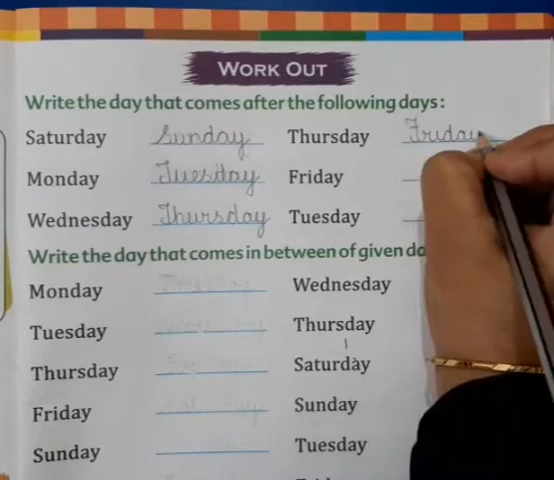 WORK OUT
Write the day that comes after the following days:
Saturday Sunday Thursday Friday
Monday Tuesday Friday
Wednesday Thursday Tuesday
Write the day that comes in between of given
Monday Wednesday
Tuesday Thursday
Thursday Saturday
Friday Sunday
Sunday Tuesday